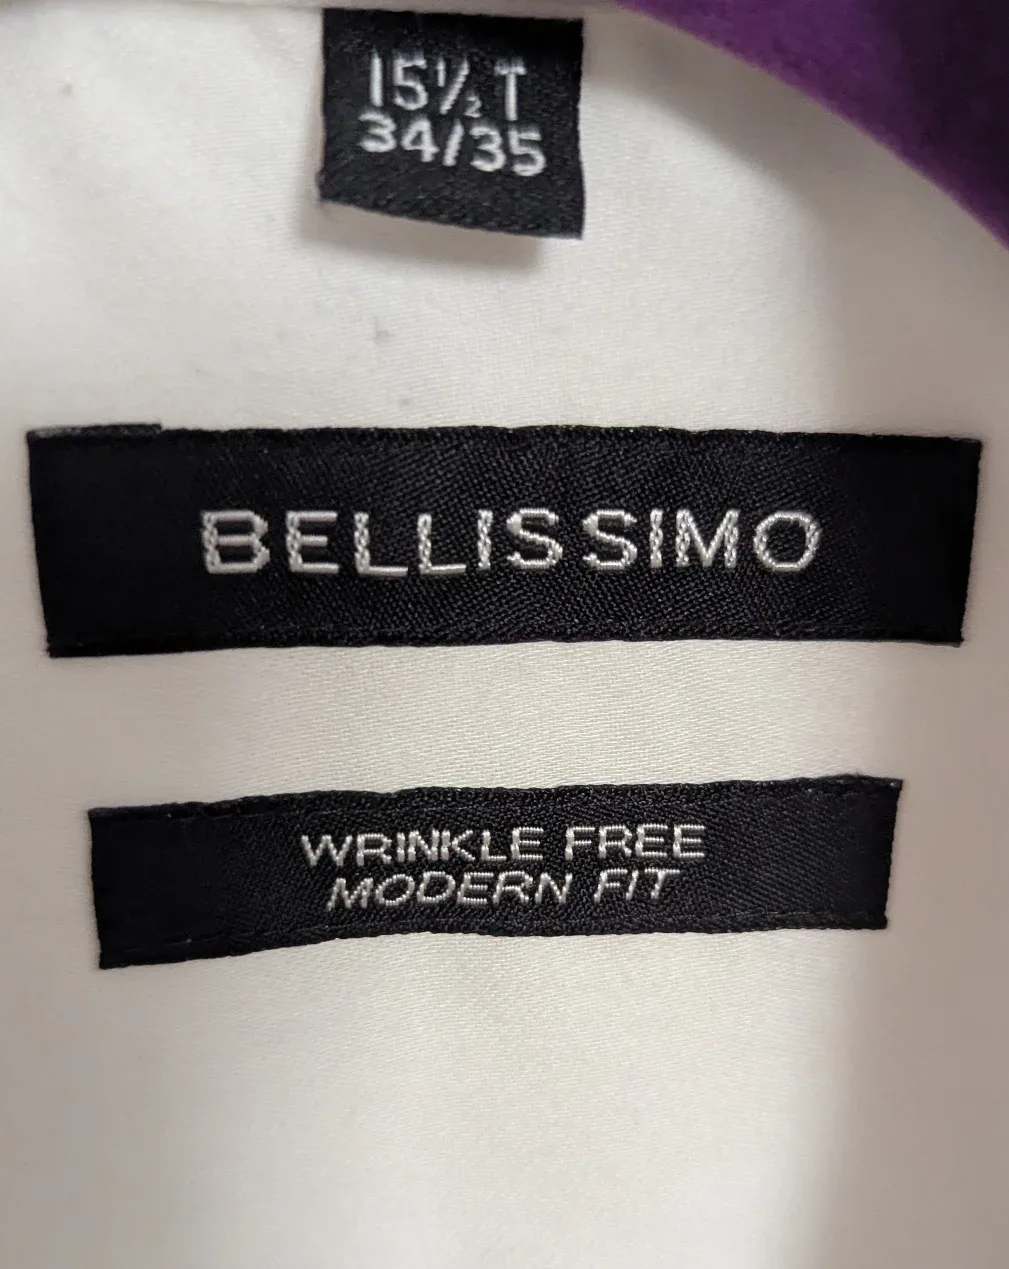 15½ T
34/35
BELLISSIMO
WRINKLE FREE
MODERN FIT